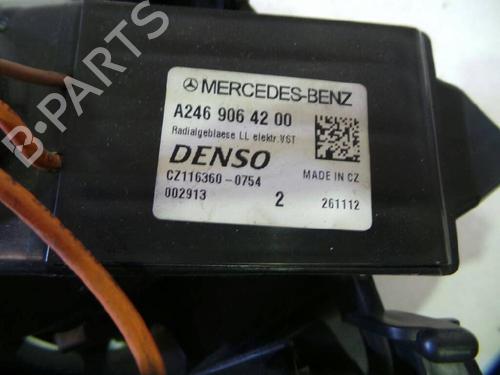 B-PARTS
MERCEDES-BENZ
A246 906 42 00
Radialgeblaese LL elektr.VST
DENSO
CZ116360-0754
MADE IN CZ
002913
2
261112